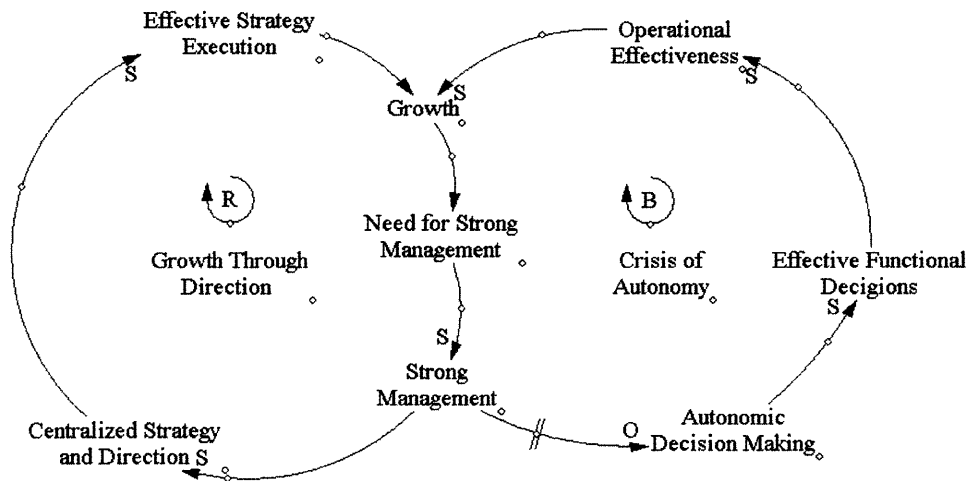 Effective Strategy
Execution
Operational
Effectiveness
S
S
S
Growth
R
B
Need for Strong
Management
Growth Through
Direction
Crisis of
Autonomy
Effective Functional
Decigions
S
S
Strong
Management
Centralized Strategy
and Direction S
O
Autonomic
Decision Making